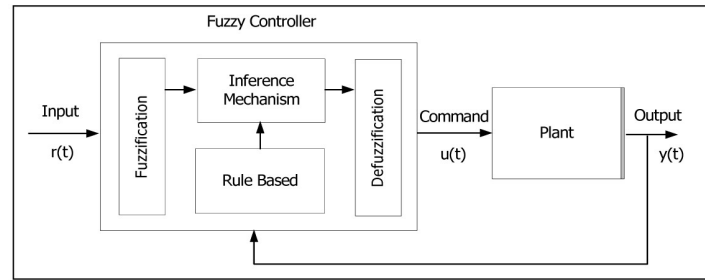 Fuzzy Controller
Input
r(t)
Fuzzification
Inference
Mechanism
Rule Based
Defuzzification
Command
u(t)
Plant
Output
y(t)